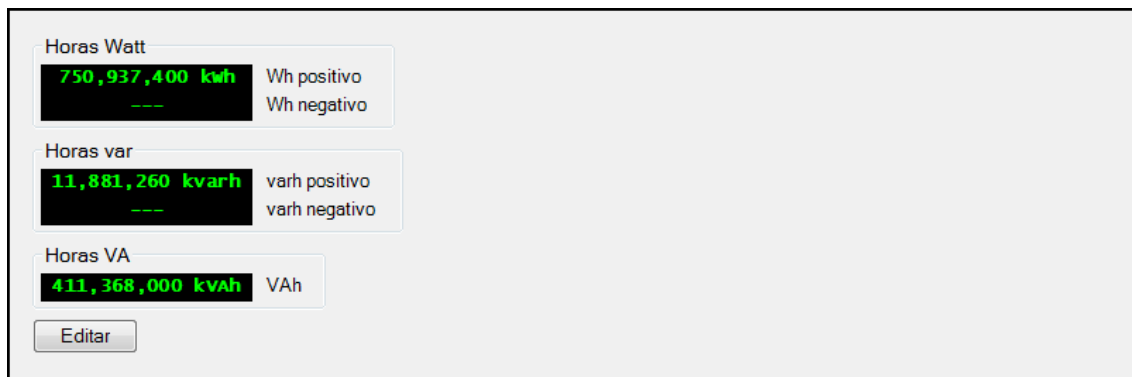 Horas Watt
750,937,400 kWh Wh positivo
--- Wh negativo
Horas var
11,881,260 kvarh varh positivo
--- varh negativo
Horas VA
411,368,000 kVAh VAh
Editar